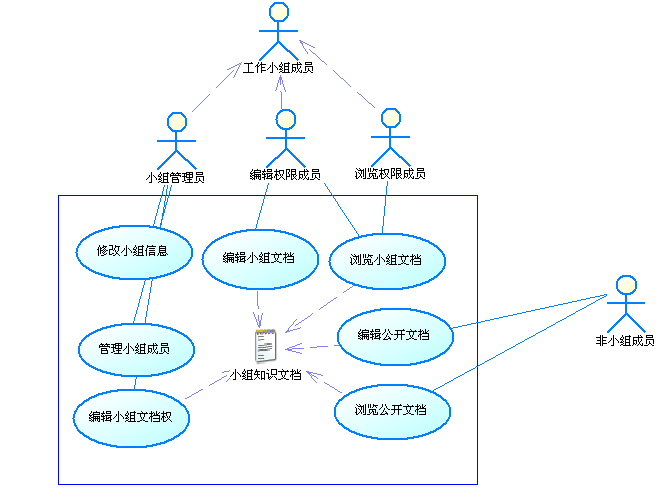 工作小组成员
小组管理员
编辑权限成员
浏览权限成员
修改小组信息
编辑小组文档
浏览小组文档
编辑公开文档
非小组成员
管理小组成员
小组知识文档
编辑小组文档权
浏览公开文档